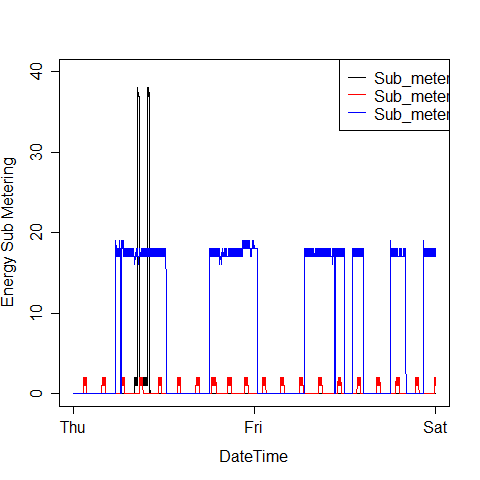 Sub_meter
Sub_meter
Sub_meter
40
30
20
10
0
Energy Sub Metering
Thu
Fri
Sat
DateTime